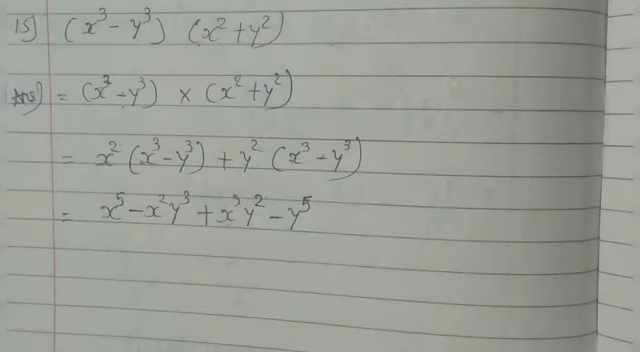 15) (x³ - y³) (x² + y²)
Ans) = (x³ - y³) × (x² + y²)
= x² (x³ - y³) + y² (x³ - y³)
= x⁵ - x²y³ + x³y² - y⁵